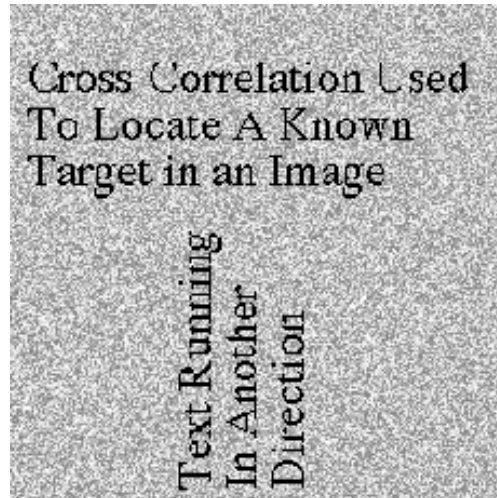 Cross Correlation Used
To Locate A Known
Target in an Image
Text Running
In Another
Direction